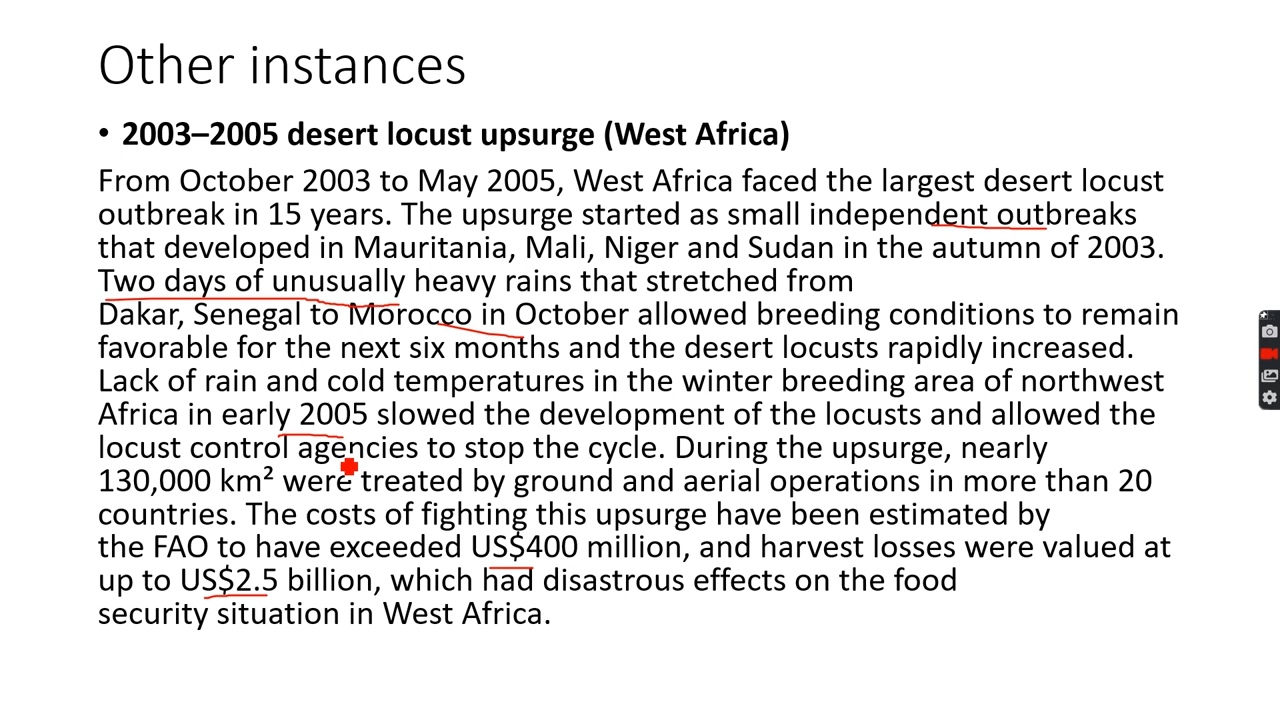 Other instances
• 2003–2005 desert locust upsurge (West Africa)
From October 2003 to May 2005, West Africa faced the largest desert locust
outbreak in 15 years. The upsurge started as small independent outbreaks
that developed in Mauritania, Mali, Niger and Sudan in the autumn of 2003.
Two days of unusually heavy rains that stretched from
Dakar, Senegal to Morocco in October allowed breeding conditions to remain
favorable for the next six months and the desert locusts rapidly increased.
Lack of rain and cold temperatures in the winter breeding area of northwest
Africa in early 2005 slowed the development of the locusts and allowed the
locust control agencies to stop the cycle. During the upsurge, nearly
130,000 km² were treated by ground and aerial operations in more than 20
countries. The costs of fighting this upsurge have been estimated by
the FAO to have exceeded US$400 million, and harvest losses were valued at
up to US$2.5 billion, which had disastrous effects on the food
security situation in West Africa.